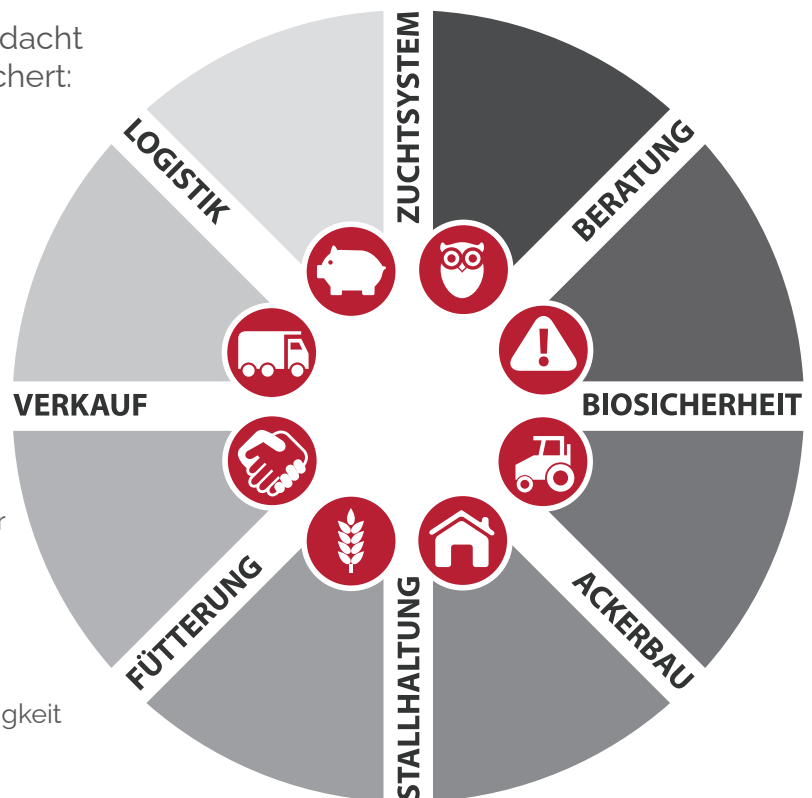 dacht
chert:
ZUCHTSYSTEM
LOGISTIK
BERATUNG
VERKAUF
BIOSICHERHEIT
r
FÜTTERUNG
STALLHALTUNG
ACKERBAU
gkeit